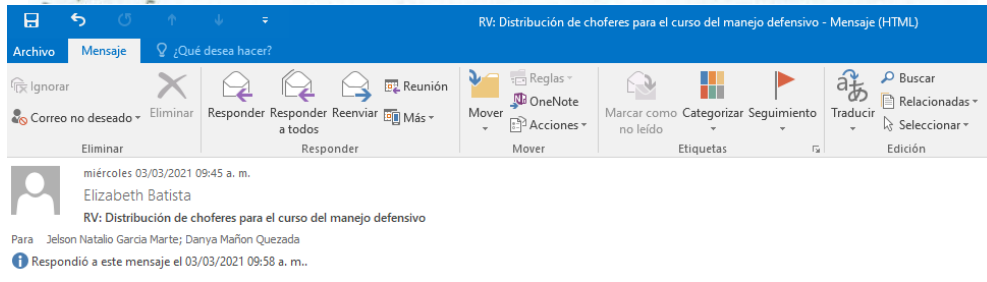 RV: Distribución de choferes para el curso del manejo defensivo - Mensaje (HTML)
Archivo Mensaje ¿Qué desea hacer?
Ignorar
Correo no deseado
Eliminar
Eliminar
Responder
Responder a todos
Reenviar
Reunión
Más
Responder
Mover
Reglas
OneNote
Acciones
Mover
Marcar como no leído
Categorizar
Seguimiento
Etiquetas
Traducir
Buscar
Relacionadas
Seleccionar
Edición
miércoles 03/03/2021 09:45 a. m.
Elizabeth Batista
RV: Distribución de choferes para el curso del manejo defensivo
Para Jelson Natalio Garcia Marte; Danya Mañon Quezada
Respondió a este mensaje el 03/03/2021 09:58 a. m..